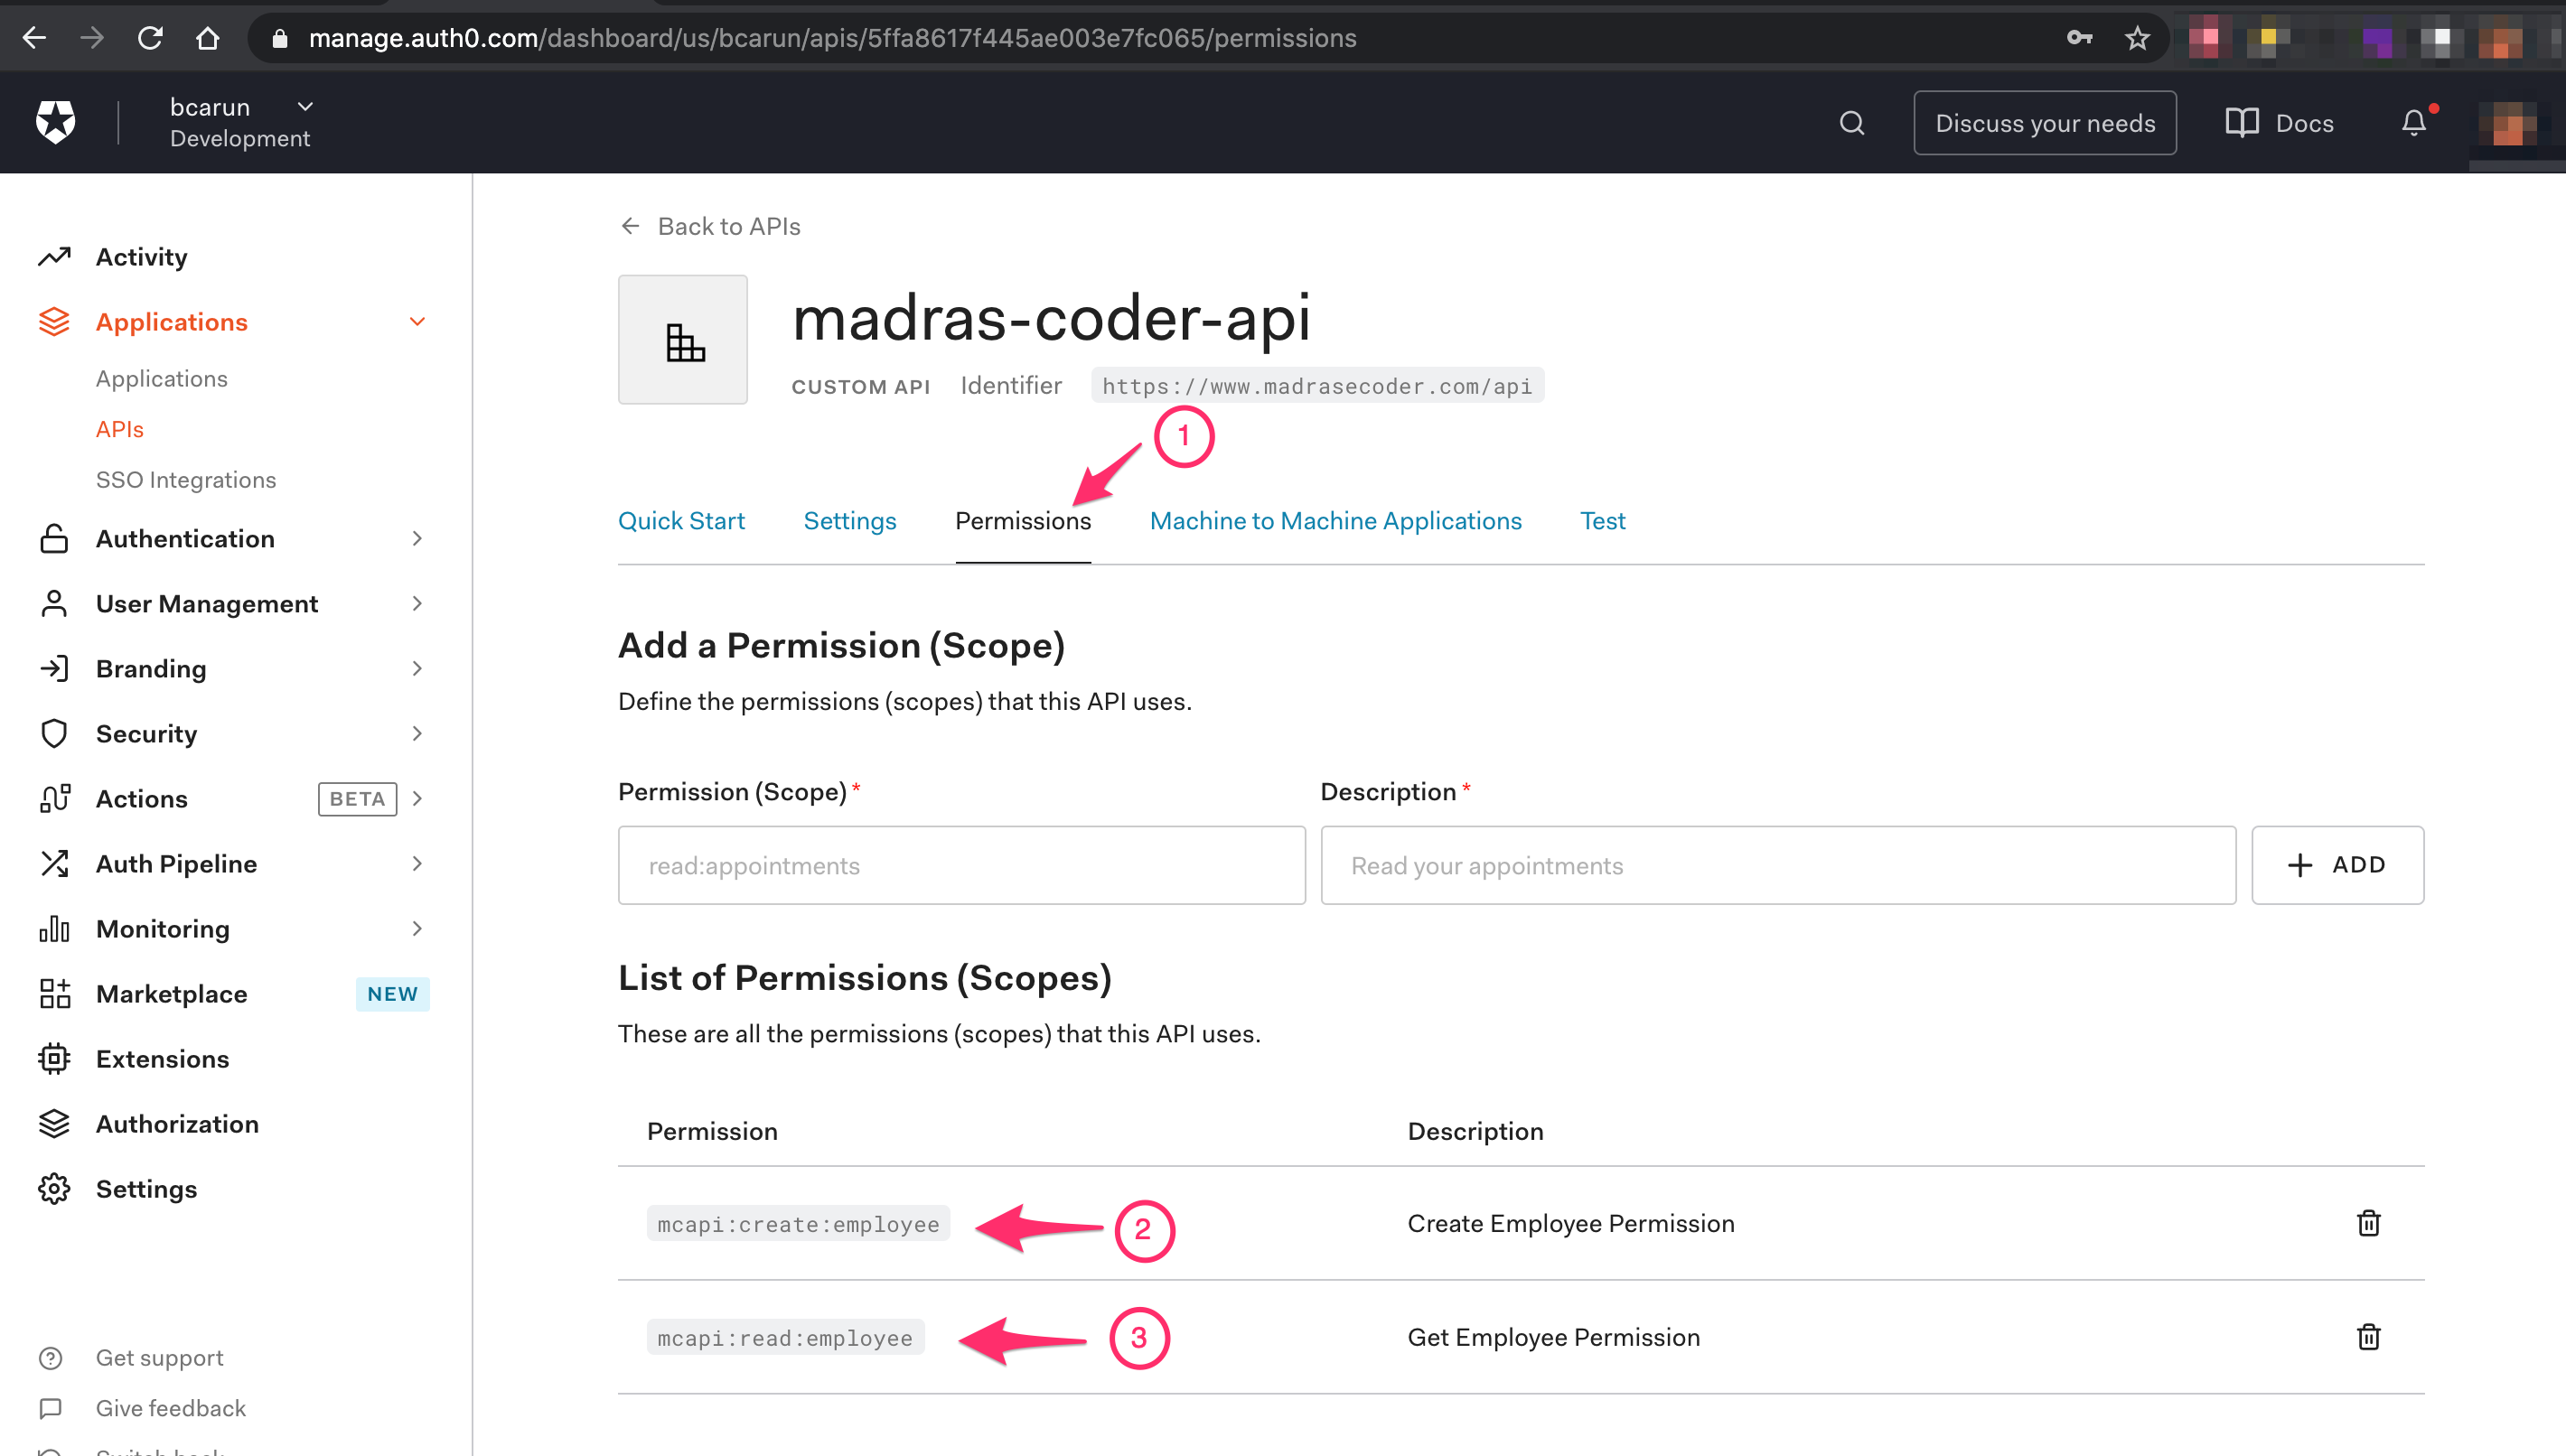 manage.auth0.com/dashboard/us/bcarun/apis/5ffa8617f445ae003e7fc065/permissions
bcarun
Development
Discuss your needs
Docs
Activity
Applications
Applications
APIs
SSO Integrations
Authentication
User Management
Branding
Security
Actions BETA
Auth Pipeline
Monitoring
Marketplace NEW
Extensions
Authorization
Settings
Get support
Give feedback
Switch back
Back to APIs
madras-coder-api
CUSTOM API Identifier https://www.madrasecoder.com/api
1
Quick Start Settings Permissions Machine to Machine Applications Test
Add a Permission (Scope)
Define the permissions (scopes) that this API uses.
Permission (Scope) * Description *
read:appointments Read your appointments + ADD
List of Permissions (Scopes)
These are all the permissions (scopes) that this API uses.
Permission Description
mcapi:create:employee 2 Create Employee Permission
mcapi:read:employee 3 Get Employee Permission